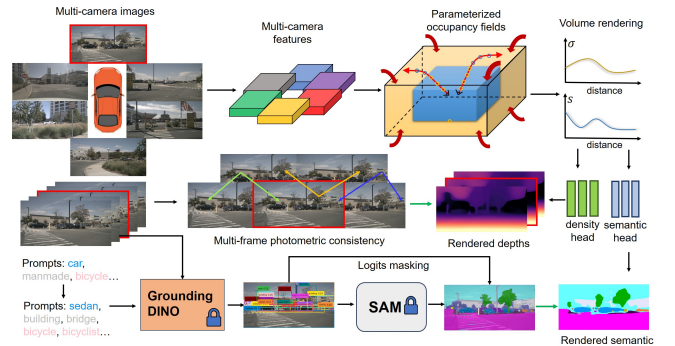 Multi-camera images
Multi-camera
features
Parameterized
occupancy fields
Volume rendering
σ
distance
s
distance
density
head
semantic
head
Multi-frame photometric consistency
Rendered depths
Prompts: car,
manmade, bicycle...
Prompts: sedan,
building, bridge,
bicycle, bicyclist...
Grounding
DINO
Logits masking
SAM
Rendered semantic